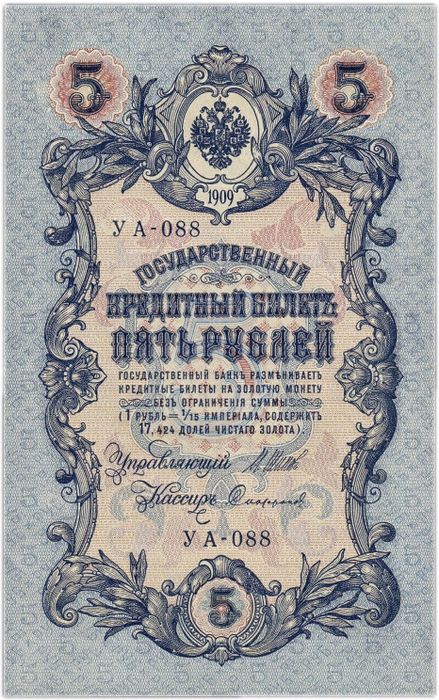 5 5
1909
УА-088
ГОСУДАРСТВЕННЫЙ
КРЕДИТНЫЙ БИЛЕТЪ
ПЯТЬ РУБЛЕЙ
ГОСУДАРСТВЕННЫЙ БАНКЪ РАЗМѢНИВАЕТЪ
КРЕДИТНЫЕ БИЛЕТЫ НА ЗОЛОТУЮ МОНЕТУ
БЕЗЪ ОГРАНИЧЕНІЯ СУММЫ
(1 РУБЛЬ = 1/15 ИМПЕРІАЛА, СОДЕРЖИТЪ
17,424 ДОЛЕЙ ЧИСТАГО ЗОЛОТА).
Управляющій
Кассиръ
УА-088
5